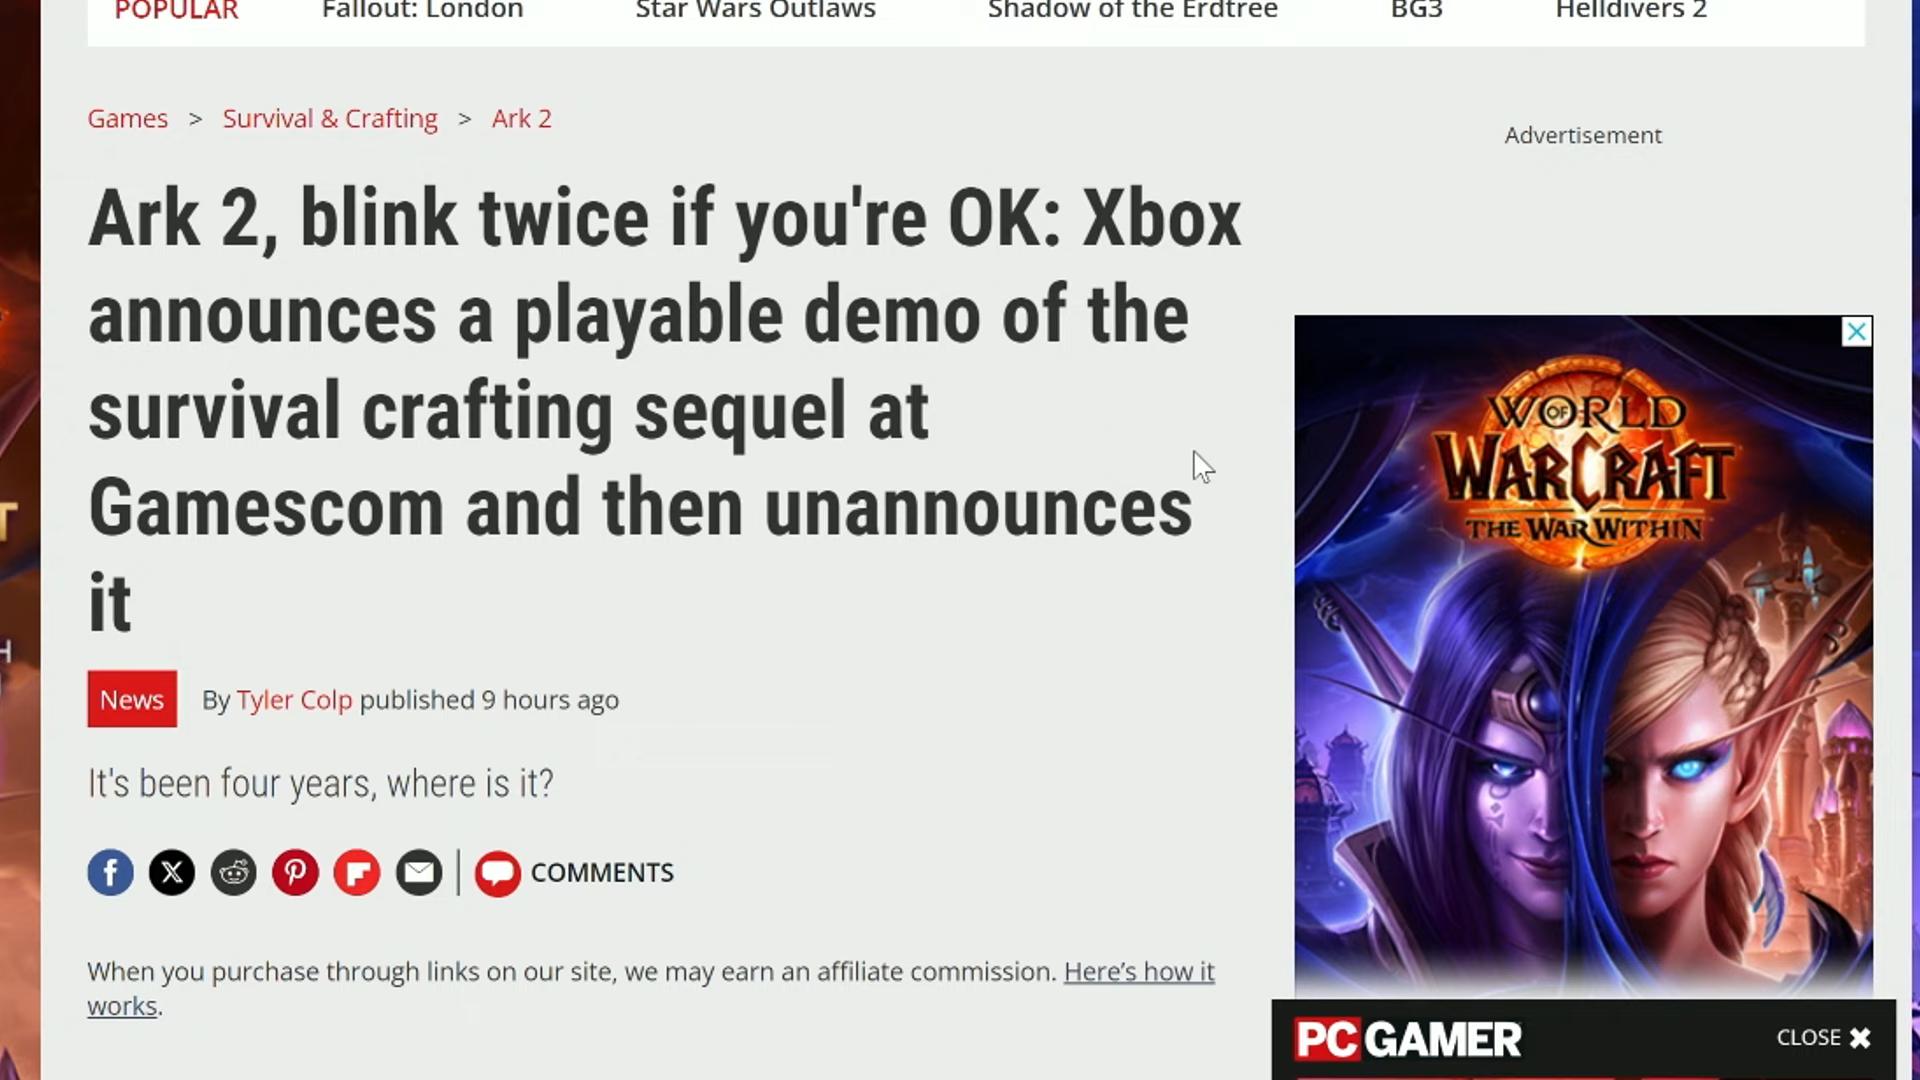 POPULAR Fallout: London Star Wars Outlaws Shadow of the Erdtree BG3 Helldivers 2
Games > Survival & Crafting > Ark 2
Advertisement
Ark 2, blink twice if you're OK: Xbox
announces a playable demo of the
survival crafting sequel at
Gamescom and then unannounces
it
News By Tyler Colp published 9 hours ago
It's been four years, where is it?
COMMENTS
When you purchase through links on our site, we may earn an affiliate commission. Here’s how it
works.
WORLD
OF
WARCRAFT
THE WAR WITHIN
PC GAMER
CLOSE